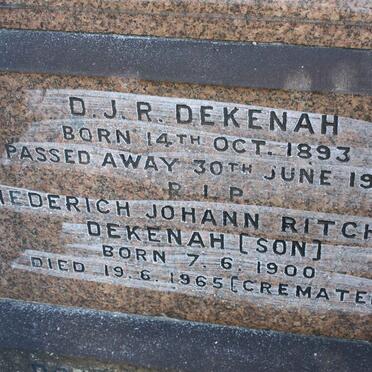 D.J.R. DEKENAH
BORN 14TH OCT. 1893
PASSED AWAY 30TH JUNE 19
R.I.P
IEDERICH JOHANN RITCH
DEKENAH [SON]
BORN 7.6.1900
DIED 19.6.1965 [CREMATE